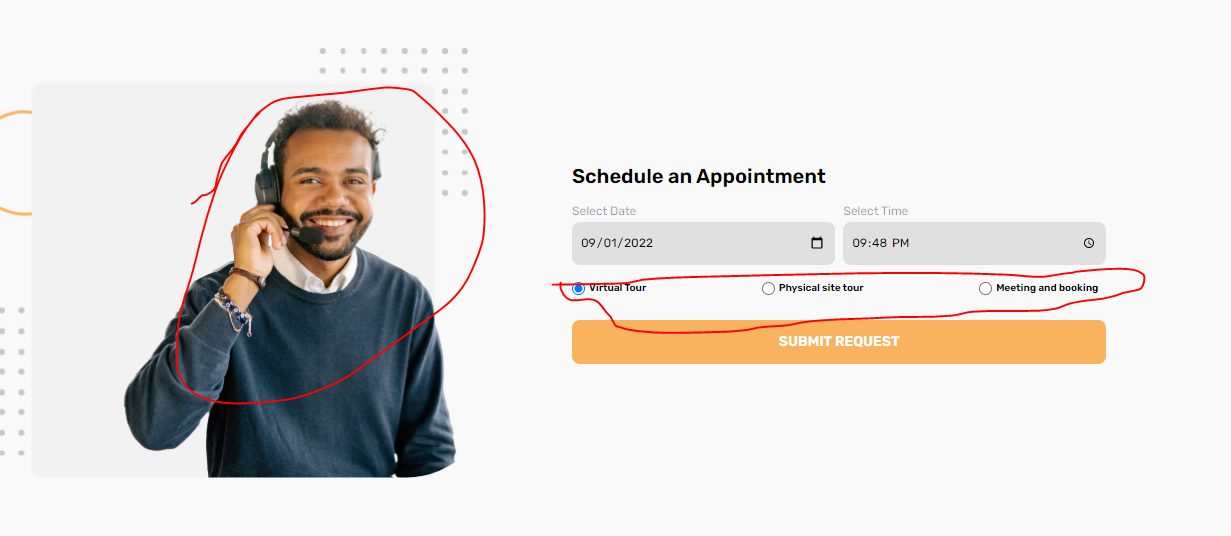 Schedule an Appointment
Select Date Select Time
09/01/2022 09:48 PM
Virtual Tour Physical site tour Meeting and booking
SUBMIT REQUEST